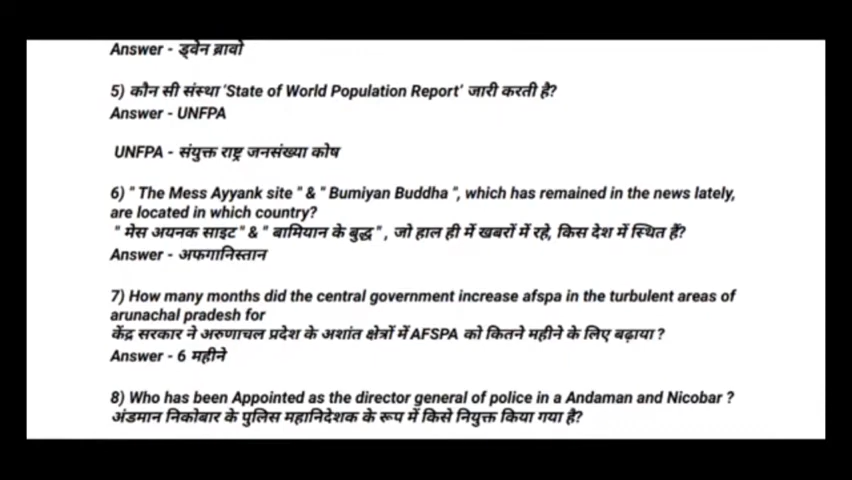 Answer - ड्वेन ब्रावो
5) कौन सी संस्था 'State of World Population Report' जारी करती है?
Answer - UNFPA
UNFPA - संयुक्त राष्ट्र जनसंख्या कोष
6) " The Mess Ayyank site " & " Bumiyan Buddha ", which has remained in the news lately,
are located in which country?
" मेस अयनक साइट " & " बामियान के बुद्ध " , जो हाल ही में खबरों में रहे, किस देश में स्थित हैं?
Answer - अफगानिस्तान
7) How many months did the central government increase afspa in the turbulent areas of
arunachal pradesh for
केंद्र सरकार ने अरुणाचल प्रदेश के अशांत क्षेत्रों में AFSPA को कितने महीने के लिए बढ़ाया ?
Answer - 6 महीने
8) Who has been Appointed as the director general of police in a Andaman and Nicobar ?
अंडमान निकोबार के पुलिस महानिदेशक के रूप में किसे नियुक्त किया गया है?